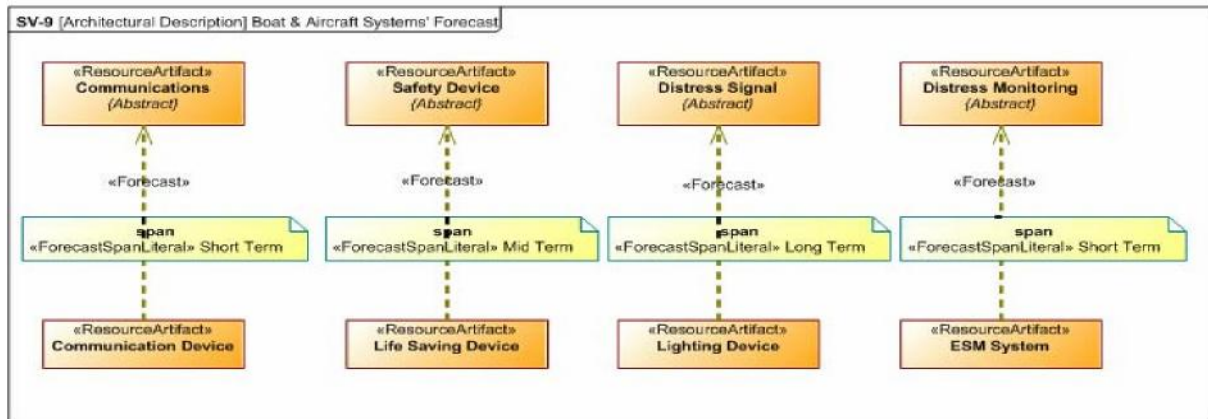 SV-9 [Architectural Description] Boat & Aircraft Systems' Forecast
«ResourceArtifact»
Communications
{Abstract}
«ResourceArtifact»
Safety Device
{Abstract}
«ResourceArtifact»
Distress Signal
{Abstract}
«ResourceArtifact»
Distress Monitoring
{Abstract}
«Forecast»
«Forecast»
«Forecast»
«Forecast»
span
«ForecastSpanLiteral» Short Term
span
«ForecastSpanLiteral» Mid Term
span
«ForecastSpanLiteral» Long Term
span
«ForecastSpanLiteral» Short Term
«ResourceArtifact»
Communication Device
«ResourceArtifact»
Life Saving Device
«ResourceArtifact»
Lighting Device
«ResourceArtifact»
ESM System